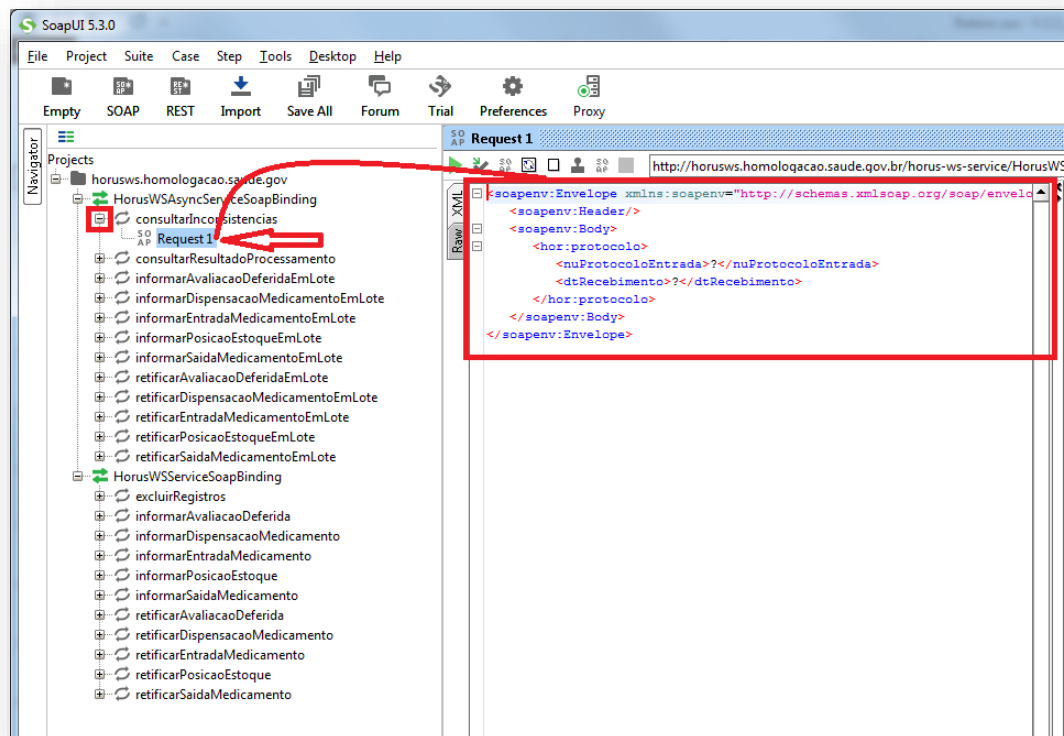 SoapUI 5.3.0
File Project Suite Case Step Tools Desktop Help
Empty SOAP REST Import Save All Forum Trial Preferences Proxy
Navigator
Projects
horusws.homologacao.saude.gov
HorusWSAsyncServiceSoapBinding
consultarInconsistencias
SOAP Request 1
consultarResultadoProcessamento
informarAvaliacaoDeferidaEmLote
informarDispensacaoMedicamentoEmLote
informarEntradaMedicamentoEmLote
informarPosicaoEstoqueEmLote
informarSaidaMedicamentoEmLote
retificarAvaliacaoDeferidaEmLote
retificarDispensacaoMedicamentoEmLote
retificarEntradaMedicamentoEmLote
retificarPosicaoEstoqueEmLote
retificarSaidaMedicamentoEmLote
HorusWSServiceSoapBinding
excluirRegistros
informarAvaliacaoDeferida
informarDispensacaoMedicamento
informarEntradaMedicamento
informarPosicaoEstoque
informarSaidaMedicamento
retificarAvaliacaoDeferida
retificarDispensacaoMedicamento
retificarEntradaMedicamento
retificarPosicaoEstoque
retificarSaidaMedicamento
SOAP Request 1
http://horusws.homologacao.saude.gov.br/horus-ws-service/HorusWS
XML
Raw
<soapenv:Envelope xmlns:soapenv="http://schemas.xmlsoap.org/soap/envelo
<soapenv:Header/>
<soapenv:Body>
<hor:protocolo>
<nuProtocoloEntrada>?</nuProtocoloEntrada>
<dtRecebimento>?</dtRecebimento>
</hor:protocolo>
</soapenv:Body>
</soapenv:Envelope>